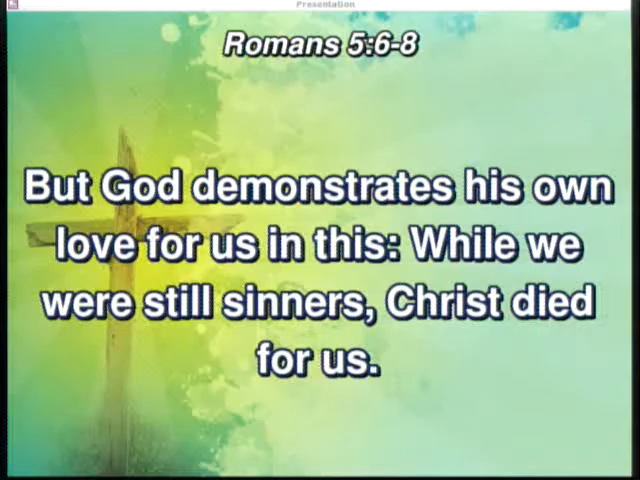 Presentation
Romans 5:6-8
But God demonstrates his own
love for us in this: While we
were still sinners, Christ died
for us.